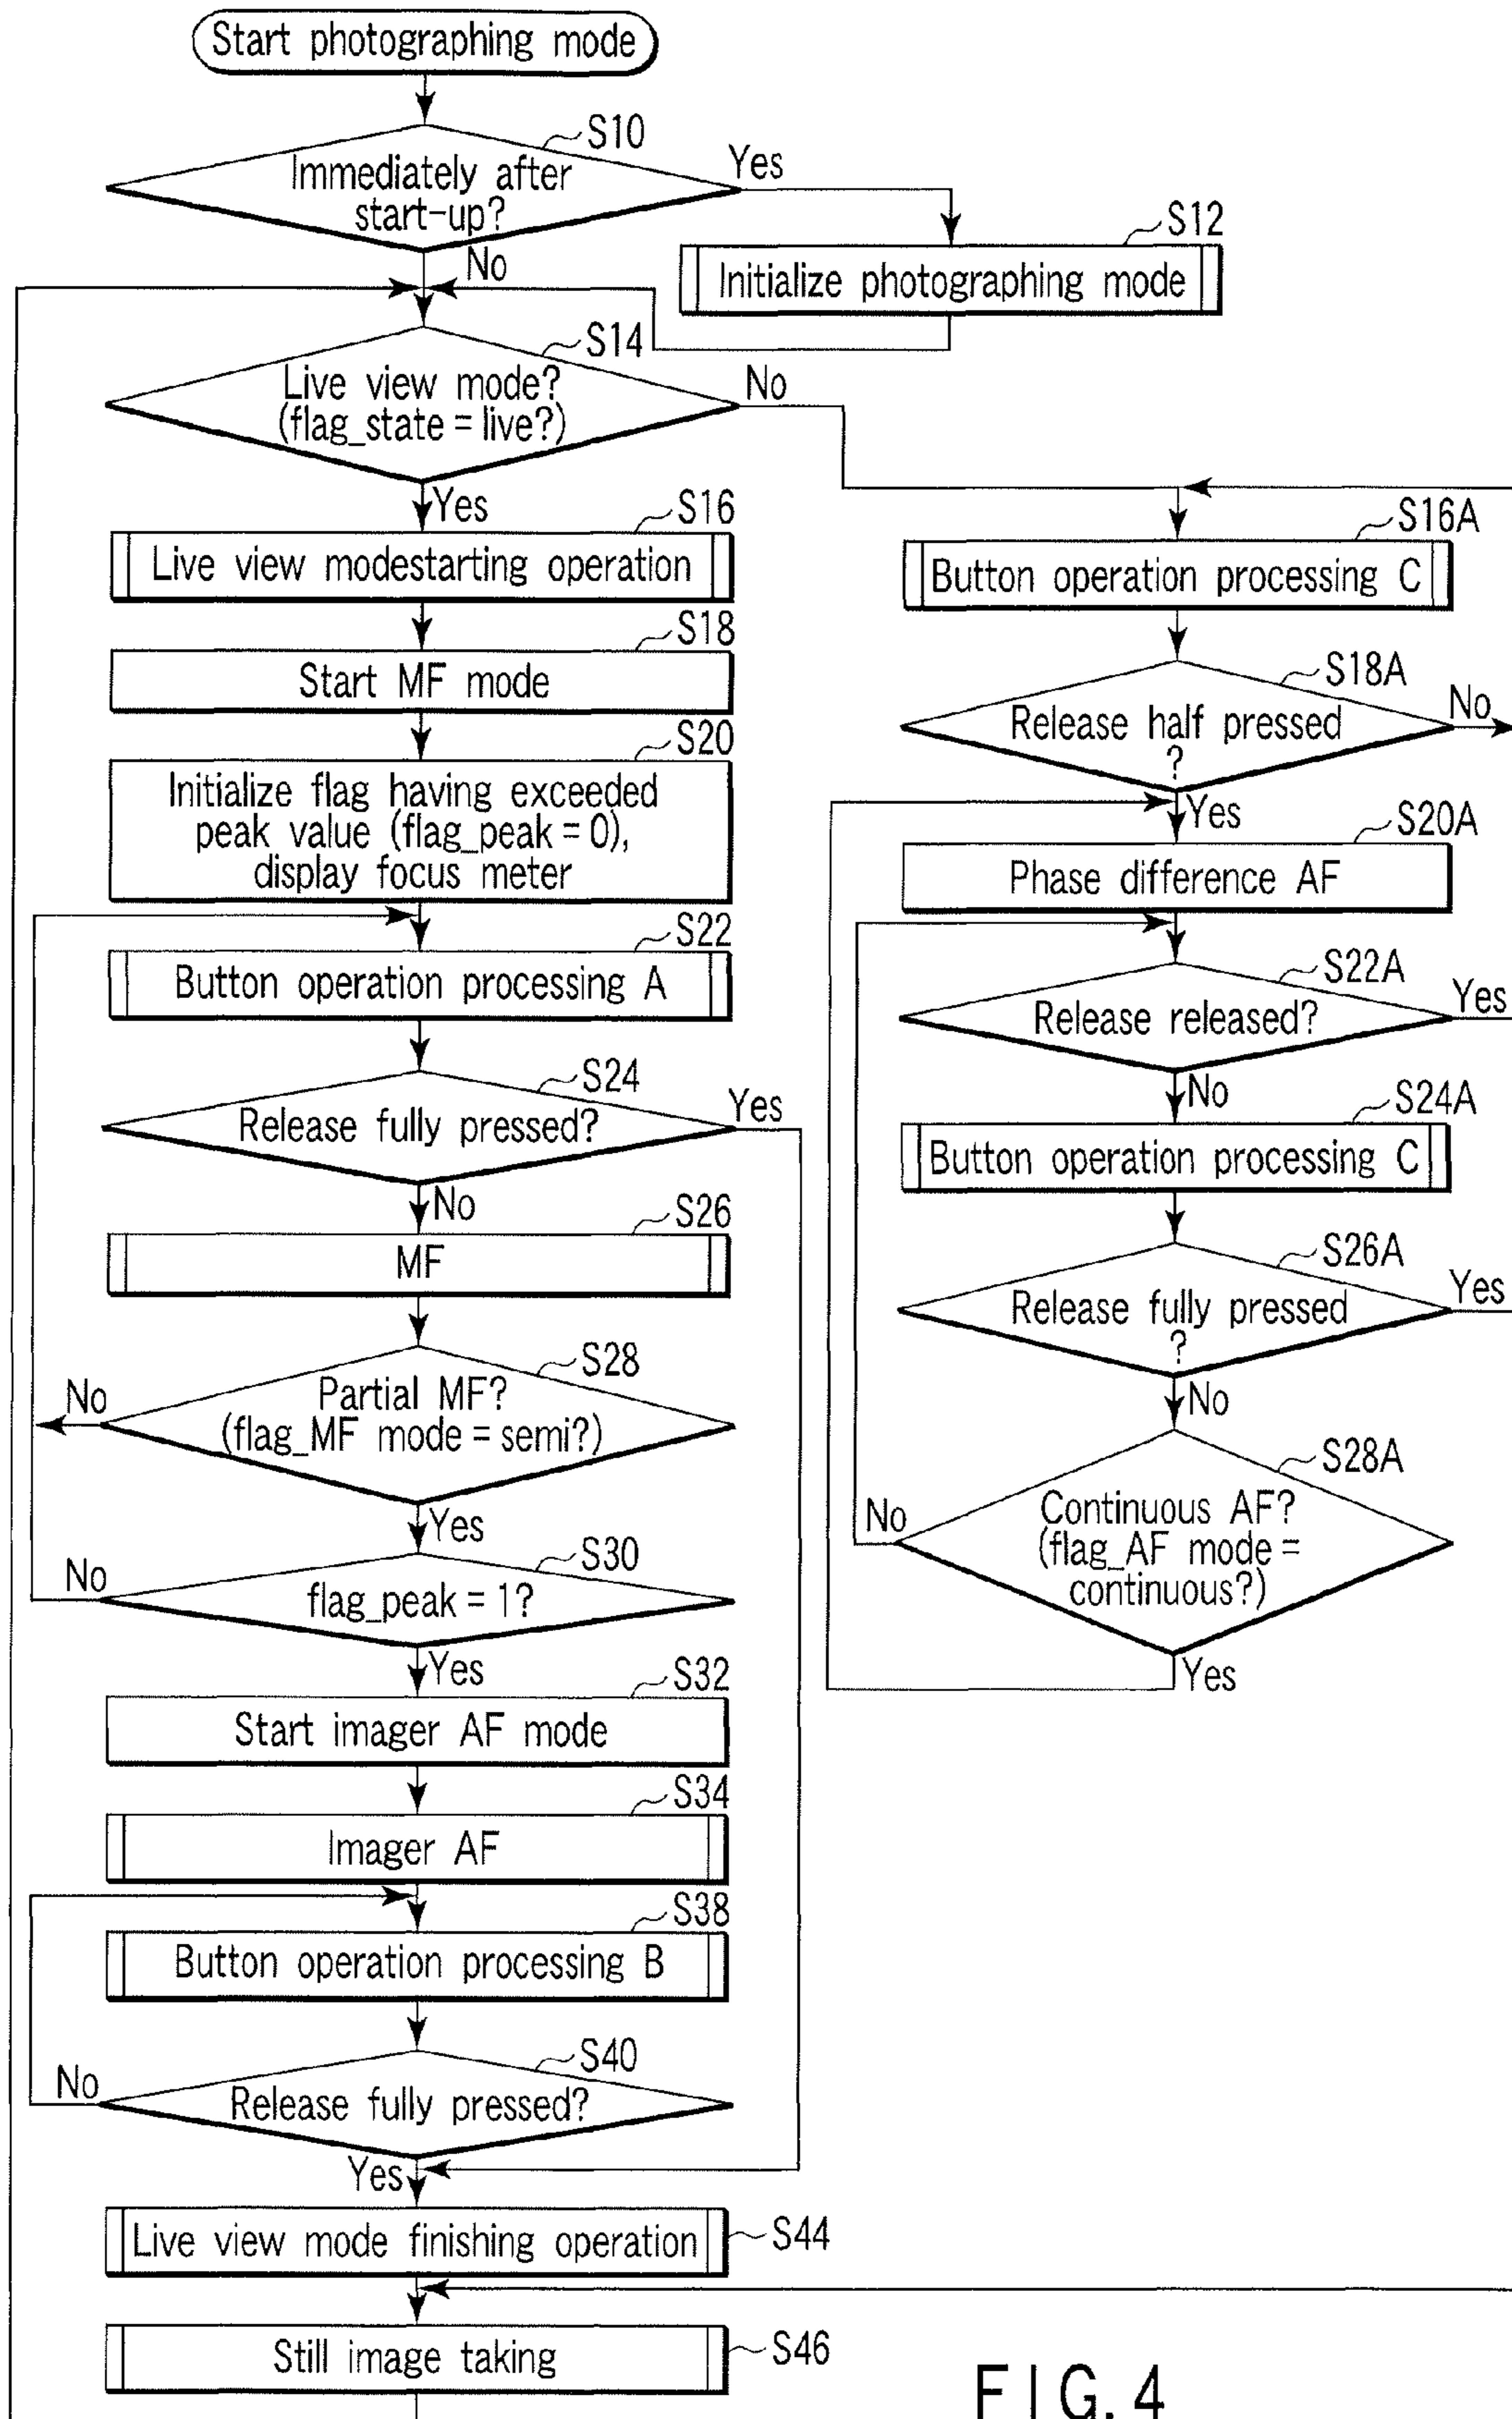 Start photographing mode
S10
Immediately after
start-up?
Yes
No
S12
Initialize photographing mode
S14
Live view mode?
(flag_state = live?)
No
Yes
S16
Live view modestarting operation
S18
Start MF mode
S20
Initialize flag having exceeded
peak value (flag_peak = 0),
display focus meter
S22
Button operation processing A
S24
Release fully pressed?
Yes
No
S26
MF
S28
Partial MF?
(flag_MF mode = semi?)
No
Yes
S30
flag_peak = 1?
No
Yes
S32
Start imager AF mode
S34
Imager AF
S38
Button operation processing B
S40
Release fully pressed?
No
Yes
Live view mode finishing operation
S44
Still image taking
S46
S16A
Button operation processing C
S18A
Release half pressed
?
No
Yes
S20A
Phase difference AF
S22A
Release released?
Yes
No
S24A
Button operation processing C
S26A
Release fully pressed
?
Yes
No
S28A
Continuous AF?
(flag_AF mode =
continuous?)
No
Yes
FIG. 4